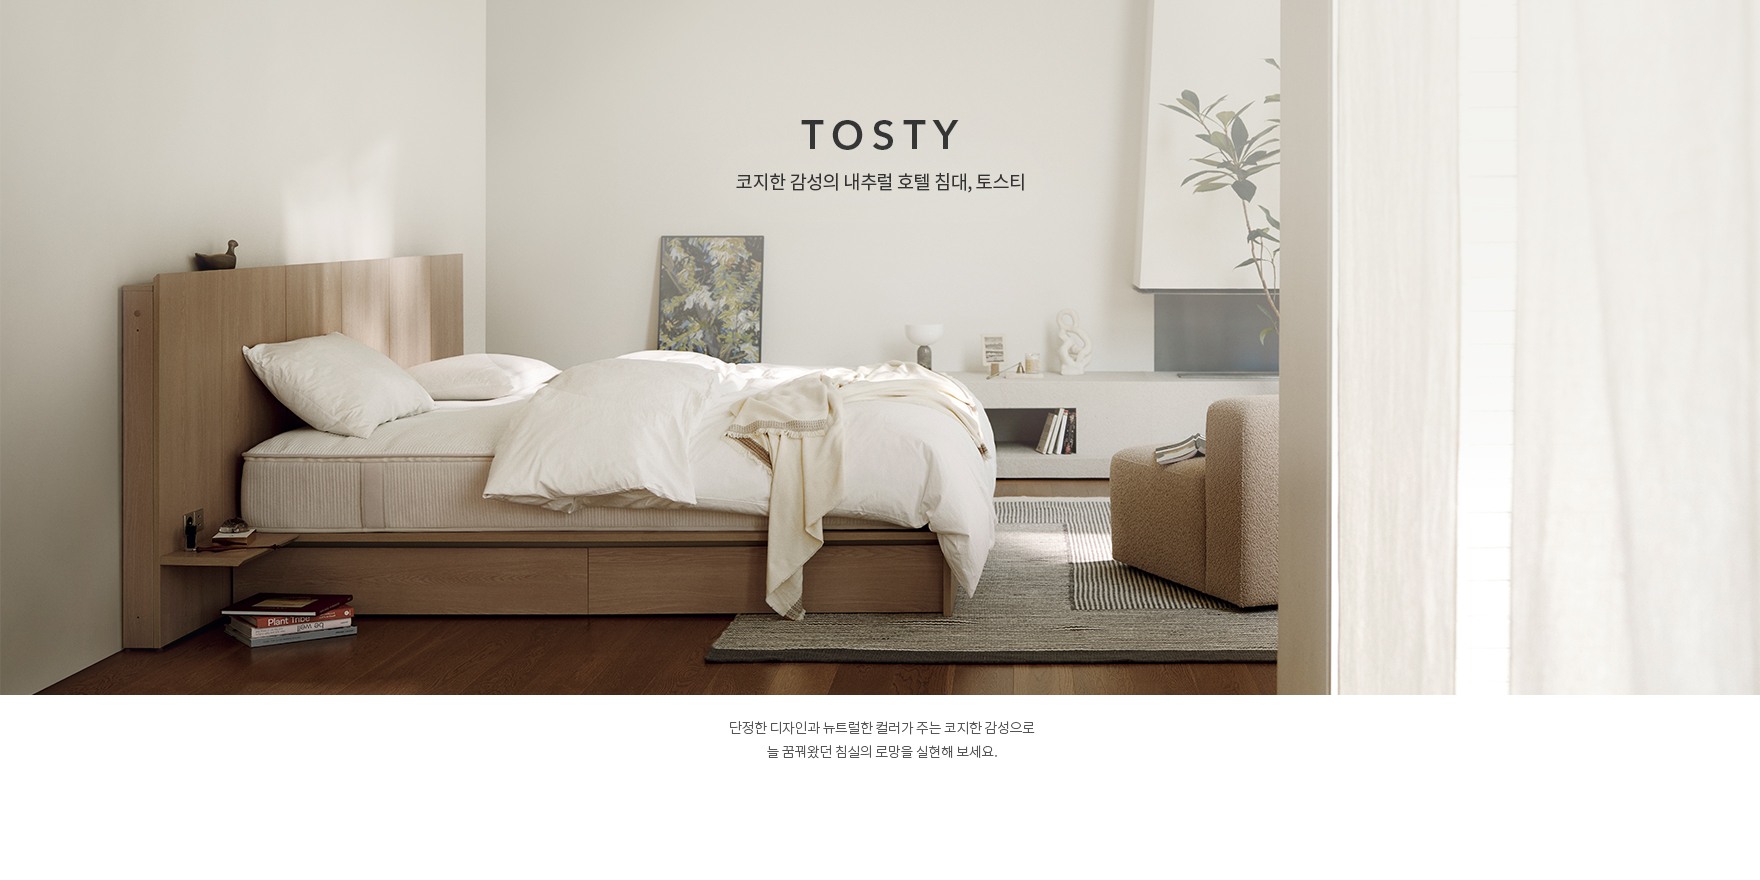 TOSTY
코지한 감성의 내추럴 호텔 침대, 토스티
Plant Tribe
be well
단정한 디자인과 뉴트럴한 컬러가 주는 코지한 감성으로
늘 꿈꿔왔던 침실의 로망을 실현해 보세요.